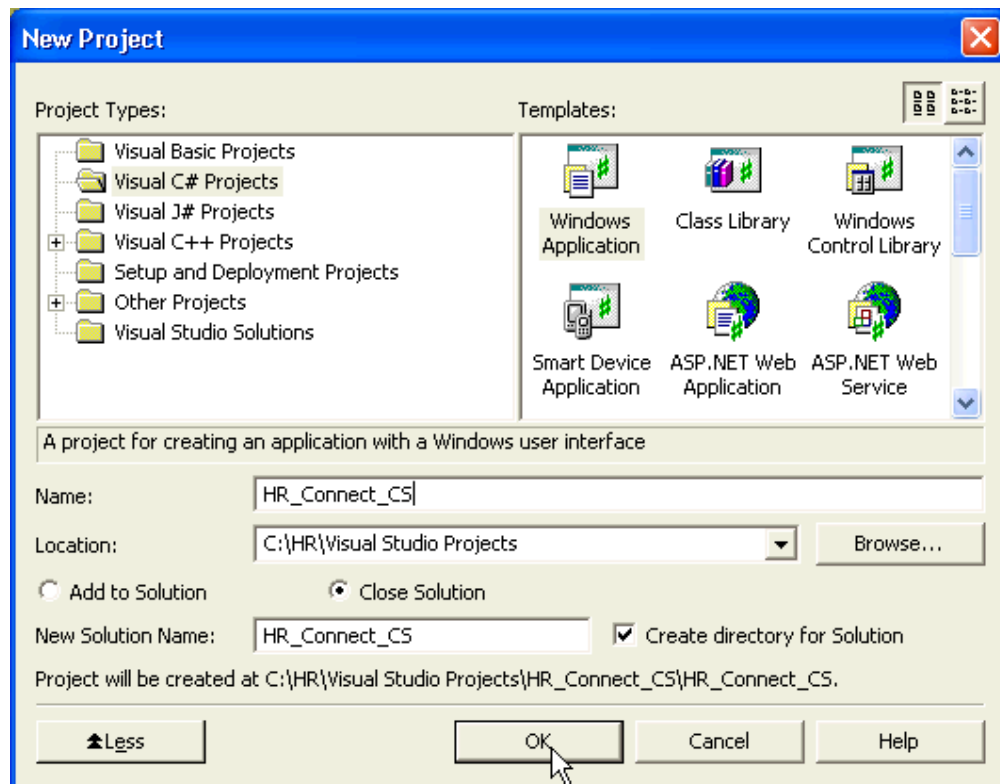 New Project
Project Types:
Templates:
Visual Basic Projects
Visual C# Projects
Visual J# Projects
Visual C++ Projects
Setup and Deployment Projects
Other Projects
Visual Studio Solutions
Windows
Application
Class Library
Windows
Control Library
Smart Device
Application
ASP.NET Web
Application
ASP.NET Web
Service
A project for creating an application with a Windows user interface
Name:
HR_Connect_CS
Location:
C:\HR\Visual Studio Projects
Browse...
Add to Solution
Close Solution
New Solution Name:
HR_Connect_CS
Create directory for Solution
Project will be created at C:\HR\Visual Studio Projects\HR_Connect_CS\HR_Connect_CS.
Less
OK
Cancel
Help